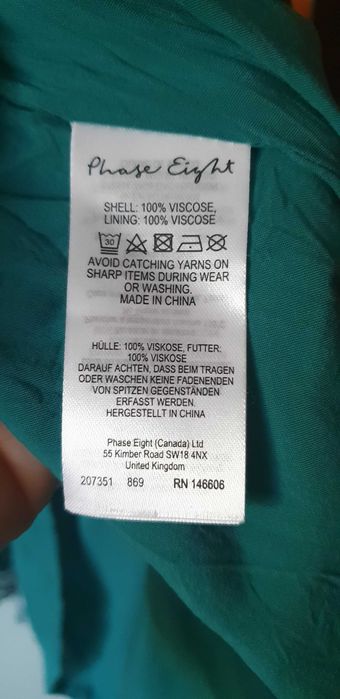 Phase Eight
SHELL: 100% VISCOSE,
LINING: 100% VISCOSE
30
AVOID CATCHING YARNS ON
SHARP ITEMS DURING WEAR
OR WASHING.
MADE IN CHINA
HÜLLE: 100% VISKOSE, FUTTER:
100% VISKOSE
DARAUF ACHTEN, DASS BEIM TRAGEN
ODER WASCHEN KEINE FADENENDEN
VON SPITZEN GEGENSTÄNDEN
ERFASST WERDEN.
HERGESTELLT IN CHINA
Phase Eight (Canada) Ltd
55 Kimber Road SW18 4NX
United Kingdom
207351 869 RN 146606